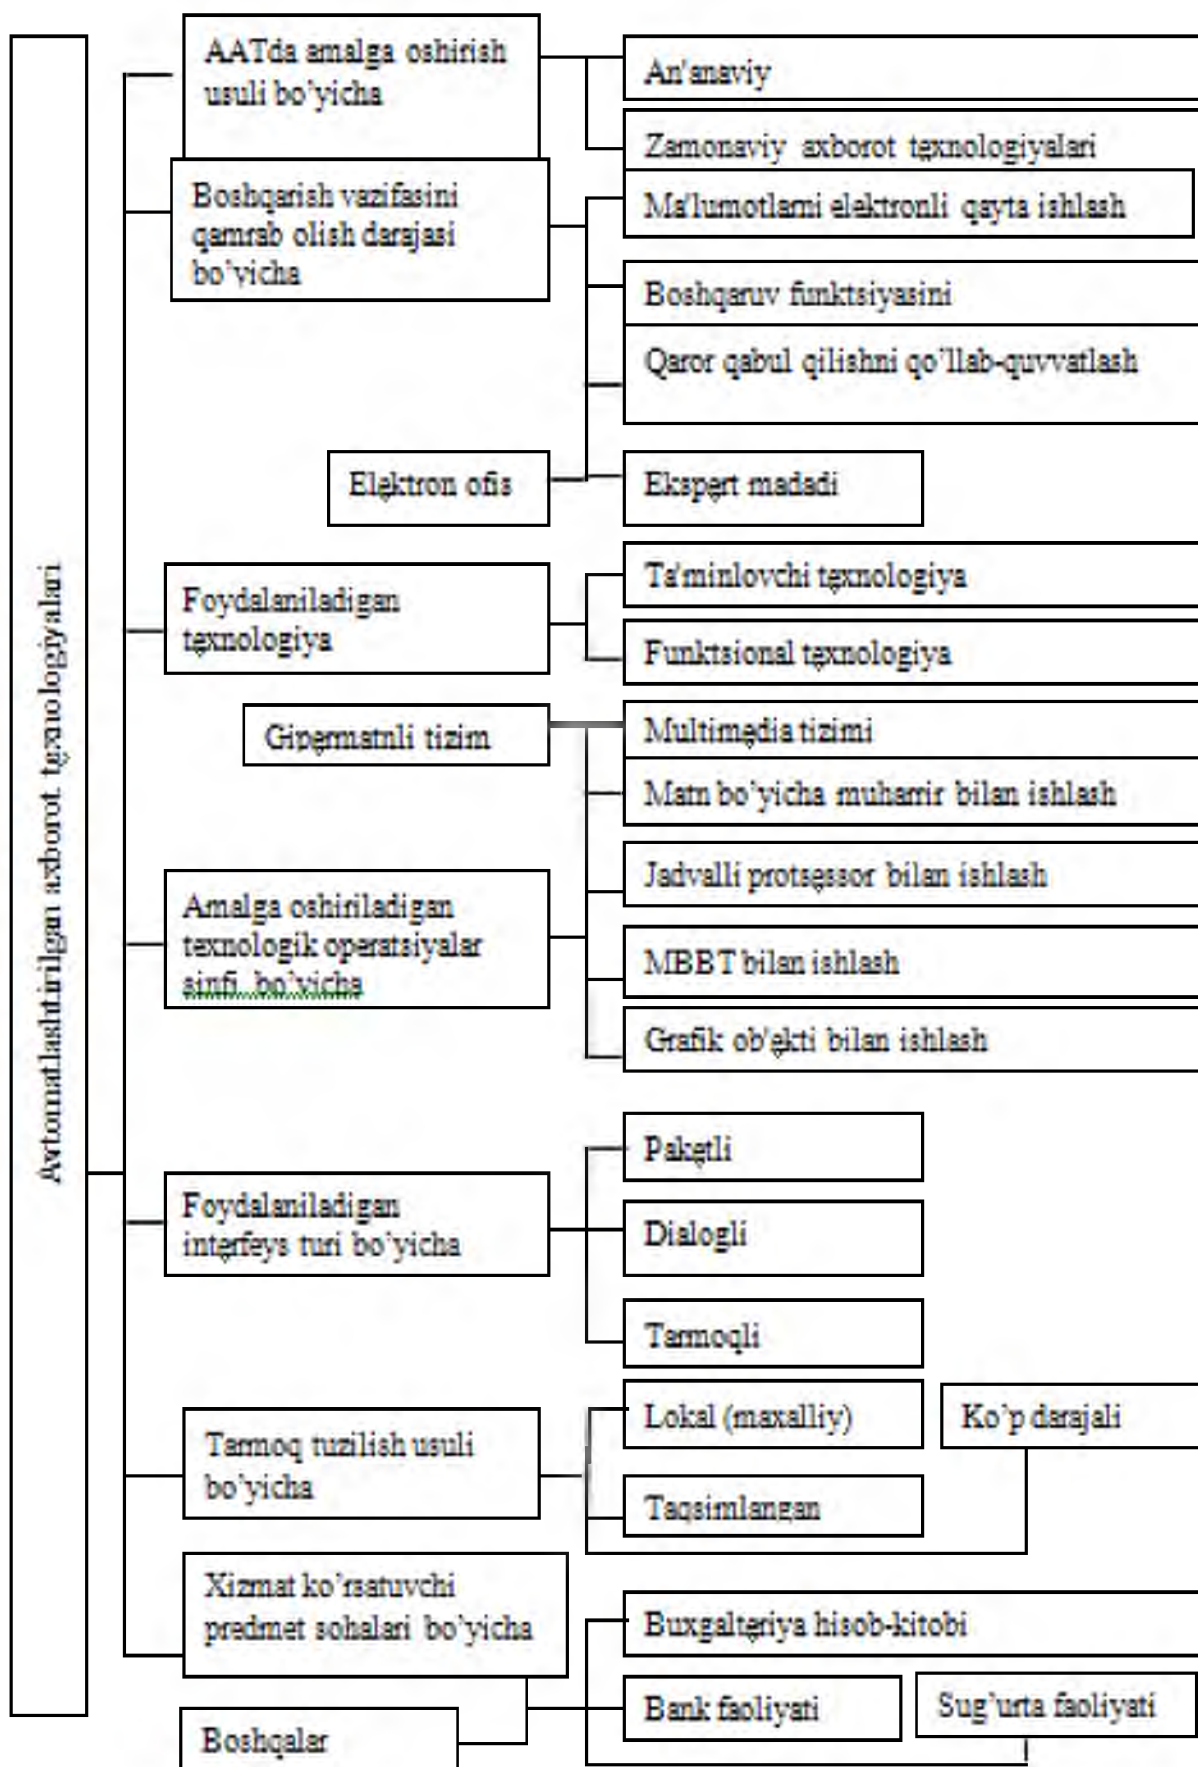 Avtomatlashtirilgan axborot texnologiyalari
AATda amalga oshirish
usuli bo’yicha
An'anaviy
Zamonaviy axborot texnologiyalari
Boshqarish vazifasini
qamrab olish darajasi
bo’yicha
Ma'lumotlarni elektronli qayta ishlash
Boshqaruv funktsiyasini
Qaror qabul qilishni qo’llab-quvvatlash
Elektron ofis
Ekspert madadi
Foydalaniladigan
texnologiya
Ta'minlovchi texnologiya
Funktsional texnologiya
Gipermatnli tizim
Multimedia tizimi
Matn bo’yicha muharrir bilan ishlash
Jadvalli protsessor bilan ishlash
Amalga oshiriladigan
texnologik operatsiyalar
sinfi bo’yicha
MBBT bilan ishlash
Grafik ob'ekti bilan ishlash
Foydalaniladigan
interfeys turi bo’yicha
Paketli
Dialogli
Tarmoqli
Tarmoq tuzilish usuli
bo’yicha
Lokal (maxalliy)
Ko’p darajali
Taqsimlangan
Xizmat ko’rsatuvchi
predmet sohalari bo’yicha
Buxgalteriya hisob-kitobi
Bank faoliyati
Sug’urta faoliyati
Boshqalar